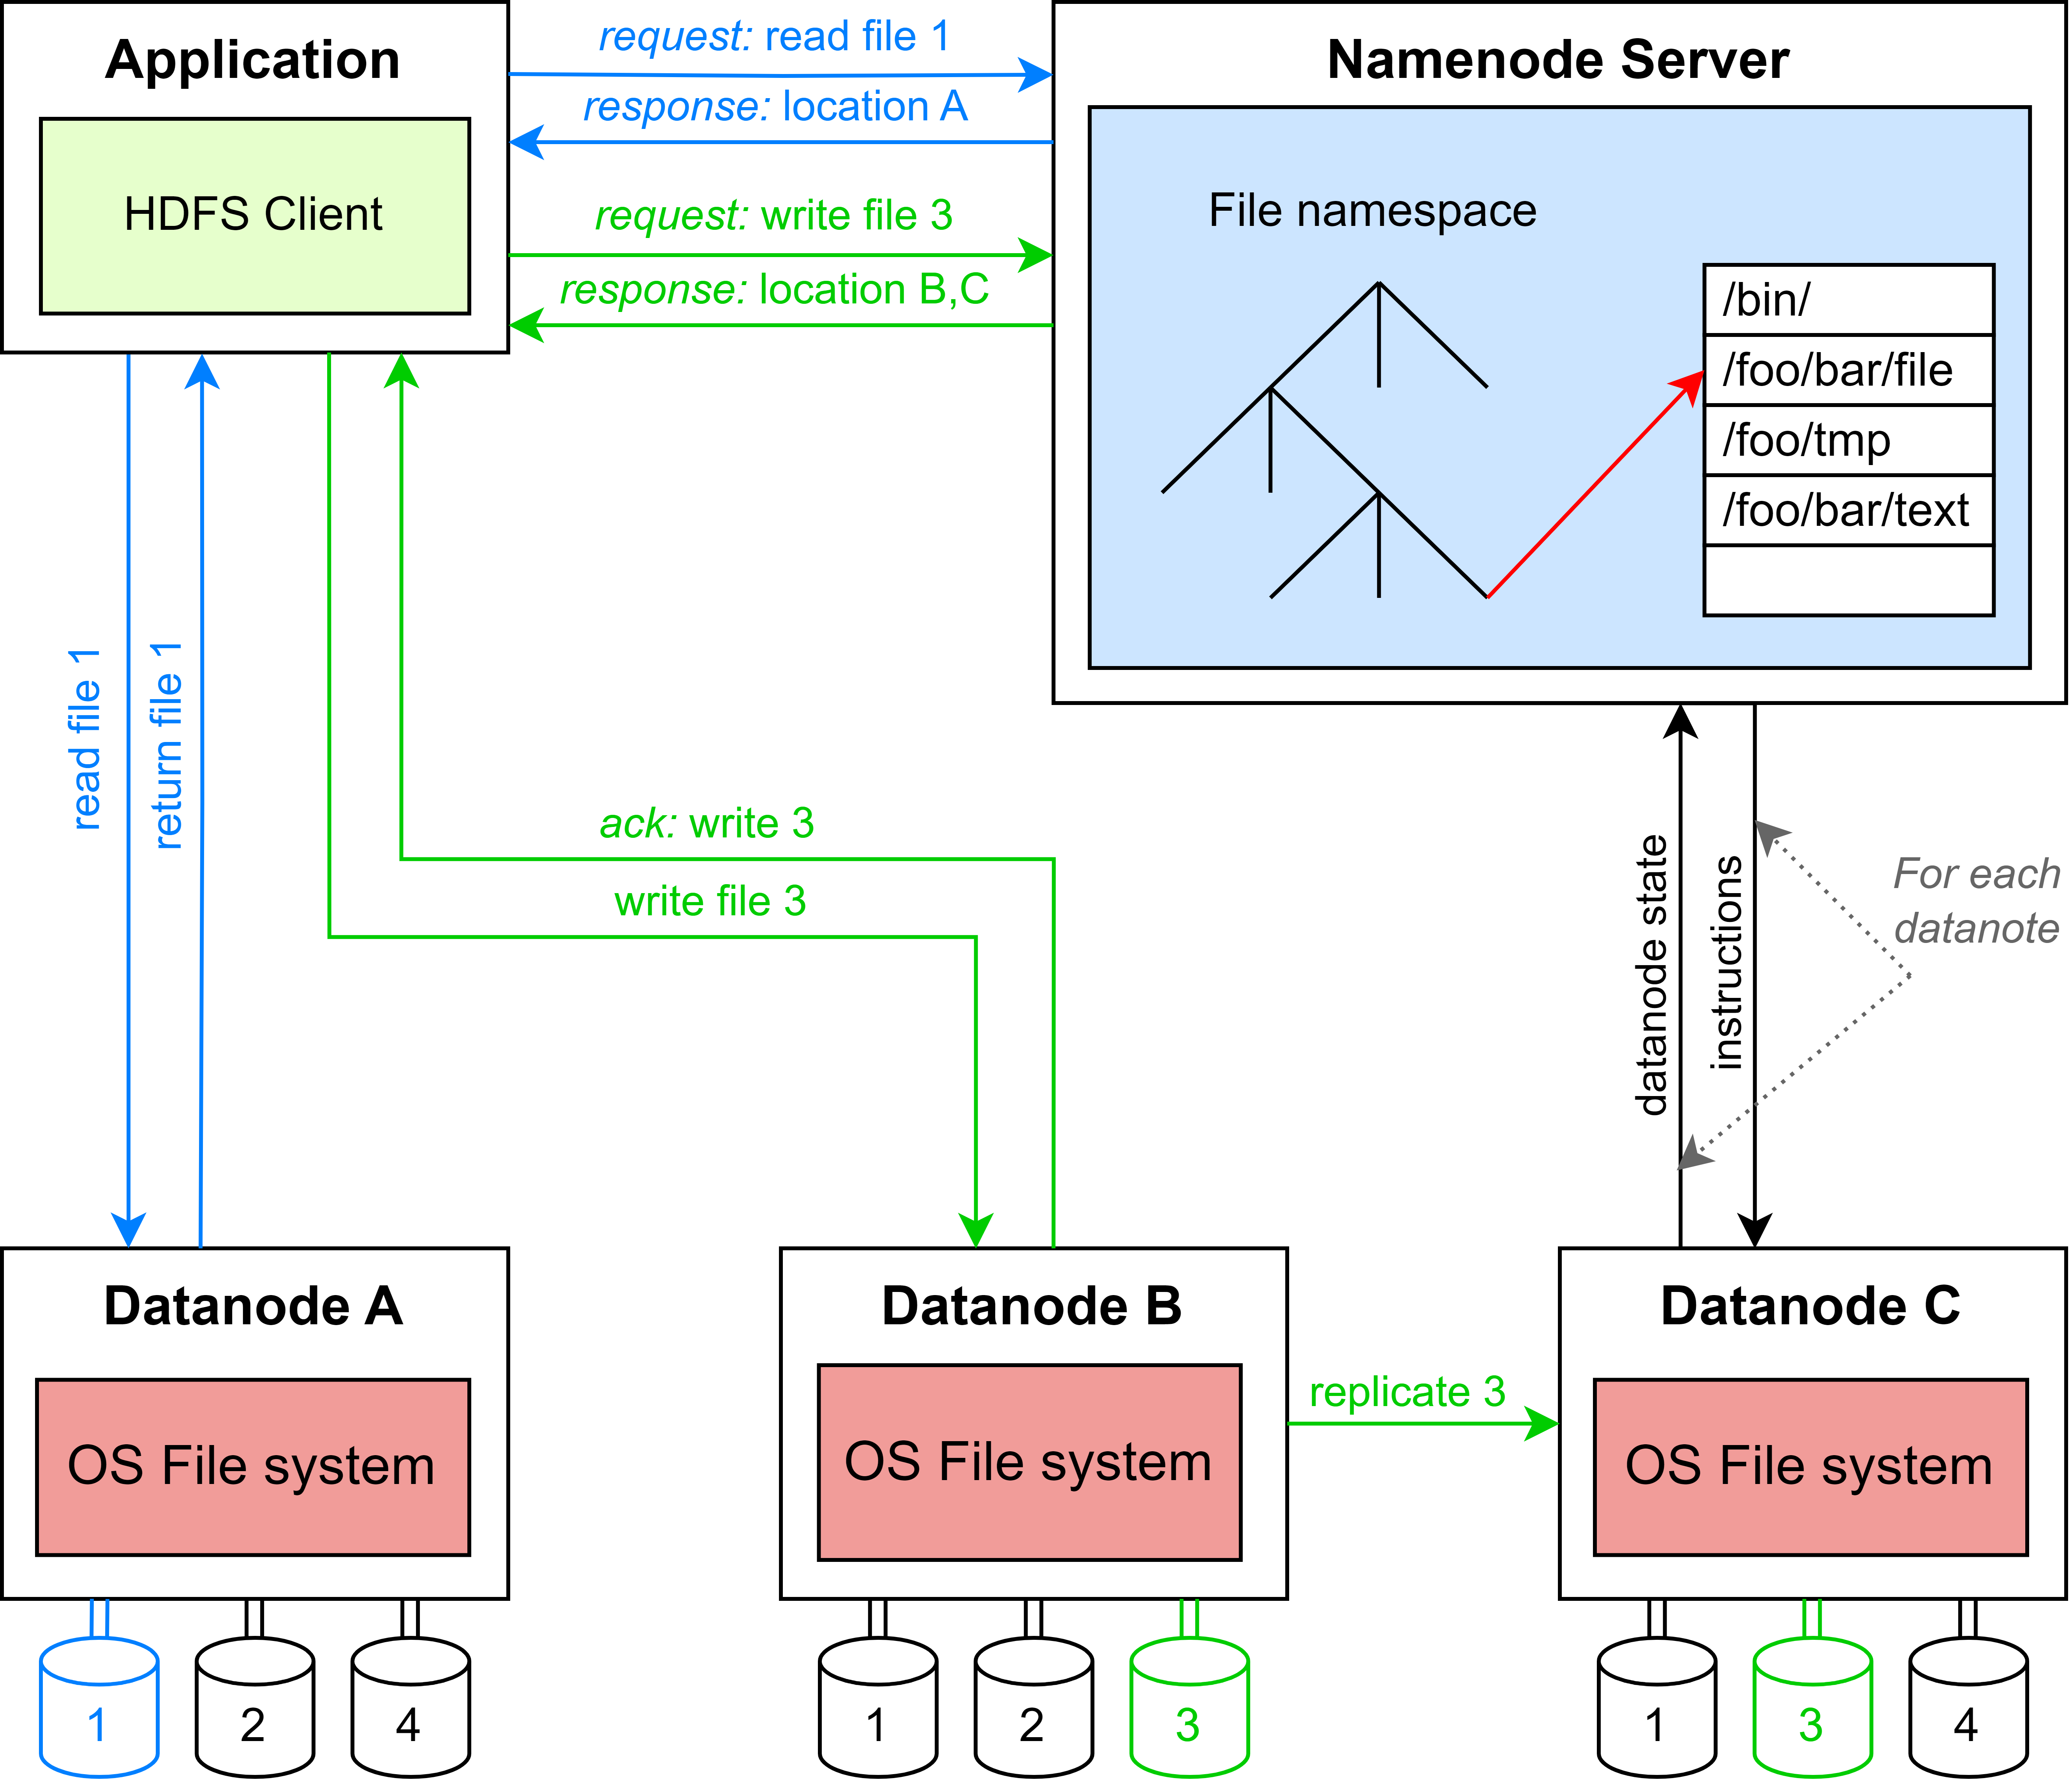 Application
HDFS Client
request: read file 1
response: location A
request: write file 3
response: location B,C
Namenode Server
File namespace
/bin/
/foo/bar/file
/foo/tmp
/foo/bar/text
read file 1
return file 1
ack: write 3
write file 3
datanode state
instructions
For each
datanote
Datanode A
OS File system
1
2
4
Datanode B
OS File system
1
2
3
replicate 3
Datanode C
OS File system
1
3
4